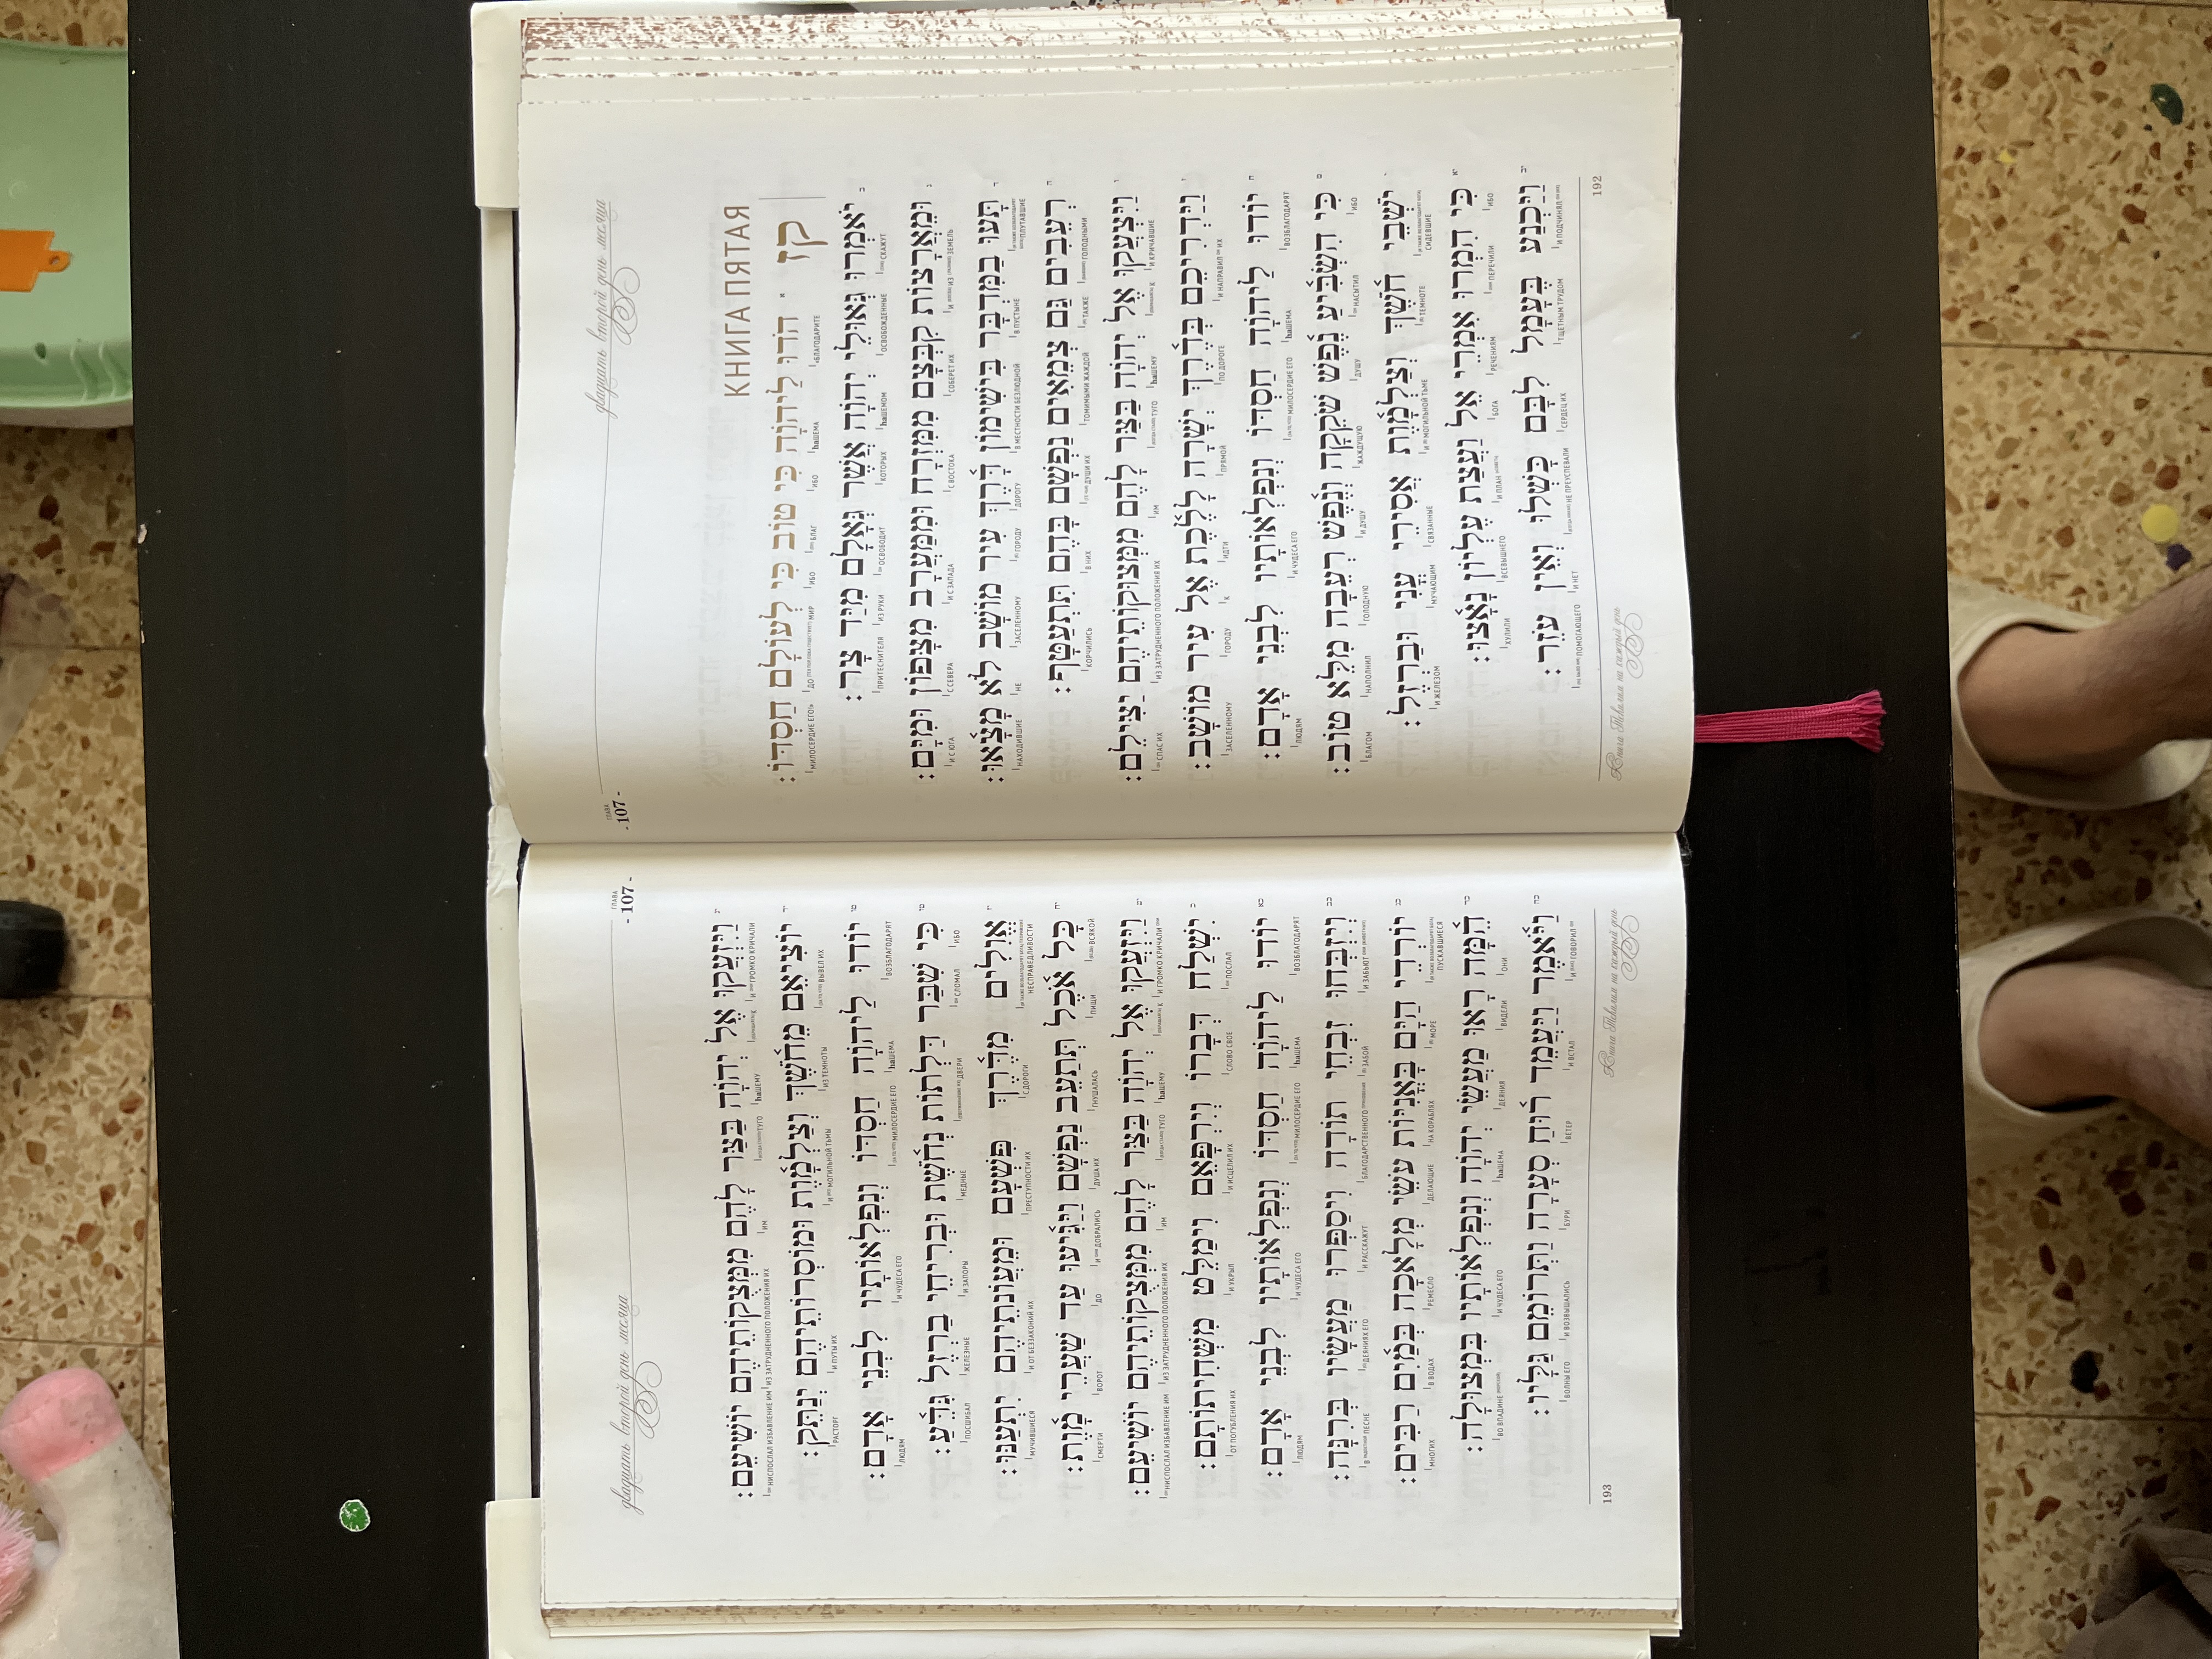 двадцать второй день месяца
ГЛАВА
- 107 -
КНИГА ПЯТАЯ
קז א הֹדוּ לַיהוָֹה כִּי טוֹב כִּי לְעוֹלָם חַסְדּוֹ:
«БЛАГОДАРИТЕ haШЕМА ИБО БЛАГ ИБО ДО МИР МИЛОСЕРДИЕ ЕГО!»
ב יֹאמְרוּ גְּאוּלֵי יְהוָֹה אֲשֶׁר גְּאָלָם מִיַּד צָר:
СКАЖУТ ОСВОБОЖДЕННЫЕ haШЕМОМ КОТОРЫХ ОСВОБОДИТ ИЗ РУКИ ПРИТЕСНИТЕЛЯ
ג וּמֵאֲרָצוֹת קִבְּצָם מִמִּזְרָח וּמִמַּעֲרָב מִצָּפוֹן וּמִיָּם:
И ИЗ ЗЕМЕЛЬ СОБЕРЕТ ИХ С ВОСТОКА И С ЗАПАДА С СЕВЕРА И С ЮГА
ד תָּעוּ בַמִּדְבָּר בִּישִׁימוֹן דָּרֶךְ עִיר מוֹשָׁב לֹא מָצָאוּ:
ПЛУТАВШИЕ В ПУСТЫНЕ В МЕСТНОСТИ БЕЗЛЮДНОЙ ДОРОГУ ГОРОДУ ЗАСЕЛЕННОМУ НЕ НАХОДИВШИЕ
ה רְעֵבִים גַּם צְמֵאִים נַפְשָׁם בָּהֶם תִּתְעַטָּף:
ГОЛОДНЫМИ ТАКЖЕ ТОМИМЫМИ ЖАЖДОЙ ДУШИ ИХ В НИХ КОРЧИЛИСЬ
ו וַיִּצְעֲקוּ אֶל יְהוָֹה בַּצַּר לָהֶם מִמְּצוּקוֹתֵיהֶם יַצִּילֵם:
И КРИЧАВШИЕ К haШЕМУ ТУГО ИМ ИЗ ЗАТРУДНЕННОГО ПОЛОЖЕНИЯ ИХ СПАС ИХ
ז וַיַּדְרִיכֵם בְּדֶרֶךְ יְשָׁרָה לָלֶכֶת אֶל עִיר מוֹשָׁב:
И НАПРАВИЛ ИХ ПО ДОРОГЕ ПРЯМОЙ ИДТИ К ГОРОДУ ЗАСЕЛЕННОМУ
ח יוֹדוּ לַיהוָֹה חַסְדּוֹ וְנִפְלְאוֹתָיו לִבְנֵי אָדָם:
ВОЗБЛАГОДАРЯТ haШЕМА МИЛОСЕРДИЕ ЕГО И ЧУДЕСА ЕГО ЛЮДЯМ
ט כִּי הִשְׂבִּיעַ נֶפֶשׁ שֹׁקֵקָה וְנֶפֶשׁ רְעֵבָה מִלֵּא טוֹב:
ИБО НАСЫТИЛ ДУШУ ЖАЖДУЩУЮ И ДУШУ ГОЛОДНУЮ НАПОЛНИЛ БЛАГОМ
י יֹשְׁבֵי חֹשֶׁךְ וְצַלְמָוֶת אֲסִירֵי עֳנִי וּבַרְזֶל:
СИДЕВШИЕ ТЕМНОТЕ И МОГИЛЬНОЙ ТЬМЕ СВЯЗАННЫЕ МУЧАЮЩИМ И ЖЕЛЕЗОМ
יא כִּי הִמְרוּ אִמְרֵי אֵל וַעֲצַת עֶלְיוֹן נָאָצוּ:
ИБО ПЕРЕЧИЛИ РЕЧЕНИЯМ БОГА И ПЛАН ВСЕВЫШНЕГО ХУЛИЛИ
יב וַיַּכְנַע בֶּעָמָל לִבָּם כָּשְׁלוּ וְאֵין עֹזֵר:
И ПОДЧИНЯЛ ТЩЕТНЫМ ТРУДОМ СЕРДЕЦ ИХ НЕ ПРЕУСПЕВАЛИ И НЕТ ПОМОГАЮЩЕГО
192
Книга Тегилим на каждый день
двадцать второй день месяца
ГЛАВА
- 107 -
יג וַיִּזְעֲקוּ אֶל יְהוָֹה בַּצַּר לָהֶם מִמְּצֻקוֹתֵיהֶם יוֹשִׁיעֵם:
И ГРОМКО КРИЧАЛИ К haШЕМУ ТУГО ИМ ИЗ ЗАТРУДНЕННОГО ПОЛОЖЕНИЯ ИХ НИСПОСЛАЛ ИЗБАВЛЕНИЕ ИМ
יד יוֹצִיאֵם מֵחֹשֶׁךְ וְצַלְמָוֶת וּמוֹסְרוֹתֵיהֶם יְנַתֵּק:
ВЫВЕЛ ИХ ИЗ ТЕМНОТЫ И МОГИЛЬНОЙ ТЬМЫ И ПУТЫ ИХ РАСТОРГ
טו יוֹדוּ לַיהוָֹה חַסְדּוֹ וְנִפְלְאוֹתָיו לִבְנֵי אָדָם:
ВОЗБЛАГОДАРЯТ haШЕМА МИЛОСЕРДИЕ ЕГО И ЧУДЕСА ЕГО ЛЮДЯМ
טז כִּי שִׁבַּר דַּלְתוֹת נְחֹשֶׁת וּבְרִיחֵי בַרְזֶל גִּדֵּעַ:
ИБО СЛОМАЛ ДВЕРИ МЕДНЫЕ И ЗАПОРЫ ЖЕЛЕЗНЫЕ ПОСШИБАЛ
יז אֱוִלִים מִדֶּרֶךְ פִּשְׁעָם וּמֵעֲוֹנֹתֵיהֶם יִתְעַנּוּ:
НЕСПРАВЕДЛИВОСТИ С ДОРОГИ ПРЕСТУПНОСТИ ИХ И ОТ БЕЗЗАКОНИЙ ИХ МУЧИВШИЕСЯ
יח כָּל אֹכֶל תְּתַעֵב נַפְשָׁם וַיַּגִּיעוּ עַד שַׁעֲרֵי מָוֶת:
ВСЯКОЙ ПИЩИ ГНУШАЛАСЬ ДУША ИХ И ДОБРАЛИСЬ ДО ВОРОТ СМЕРТИ
יט וַיִּזְעֲקוּ אֶל יְהוָֹה בַּצַּר לָהֶם מִמְּצֻקוֹתֵיהֶם יוֹשִׁיעֵם:
И ГРОМКО КРИЧАЛИ К haШЕМУ ТУГО ИМ ИЗ ЗАТРУДНЕННОГО ПОЛОЖЕНИЯ ИХ НИСПОСЛАЛ ИЗБАВЛЕНИЕ ИМ
כ יִשְׁלַח דְּבָרוֹ וְיִרְפָּאֵם וִימַלֵּט מִשְּׁחִיתוֹתָם:
ПОСЛАЛ СЛОВО СВОЕ И ИСЦЕЛИЛ ИХ И УКРЫЛ ОТ ПОГУБЛЕНИЯ ИХ
כא יוֹדוּ לַיהוָֹה חַסְדּוֹ וְנִפְלְאוֹתָיו לִבְנֵי אָדָם:
ВОЗБЛАГОДАРЯТ haШЕМА МИЛОСЕРДИЕ ЕГО И ЧУДЕСА ЕГО ЛЮДЯМ
כב וְיִזְבְּחוּ זִבְחֵי תוֹדָה וִיסַפְּרוּ מַעֲשָׂיו בְּרִנָּה:
И ЗАБЬЮТ ЗАБОЙ БЛАГОДАРСТВЕННОГО И РАССКАЖУТ ДЕЯНИЯХ ЕГО В ПЕСНЕ
כג יוֹרְדֵי הַיָּם בָּאֳנִיּוֹת עֹשֵׂי מְלָאכָה בְּמַיִם רַבִּים:
ПУСКАВШИЕСЯ МОРЕ НА КОРАБЛЯХ ДЕЛАЮЩИЕ РЕМЕСЛО В ВОДАХ МНОГИХ
כד הֵמָּה רָאוּ מַעֲשֵׂי יְהוָֹה וְנִפְלְאוֹתָיו בִּמְצוּלָה:
ОНИ ВИДЕЛИ ДЕЯНИЯ haШЕМА И ЧУДЕСА ЕГО ВО ВПАДИНЕ
כה וַיֹּאמֶר וַיַּעֲמֵד רוּחַ סְעָרָה וַתְּרוֹמֵם גַּלָּיו:
И ГОВОРИЛ И ВСТАЛ ВЕТЕР БУРИ И ВОЗВЫШАЛИСЬ ВОЛНЫ ЕГО
193
Книга Тегилим на каждый день